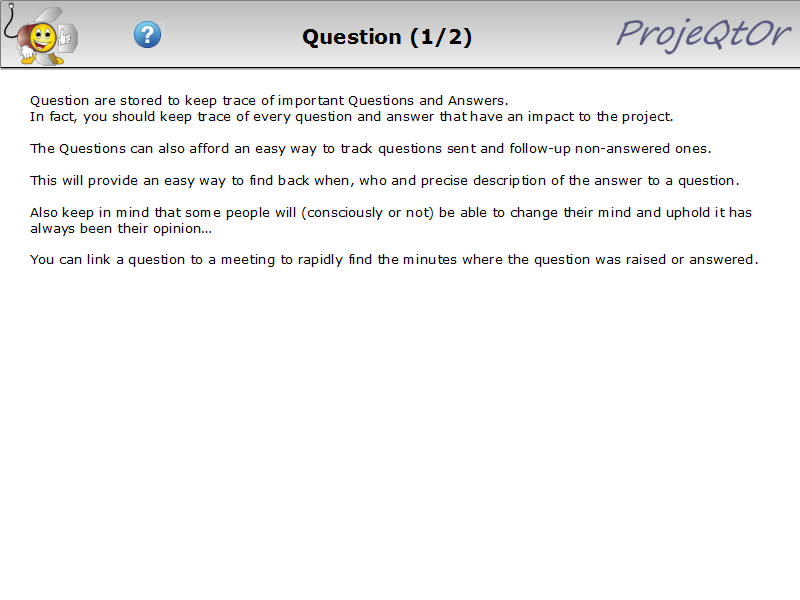 Question (1/2)
ProjeQtOr
Question are stored to keep trace of important Questions and Answers.
In fact, you should keep trace of every question and answer that have an impact to the project.
The Questions can also afford an easy way to track questions sent and follow-up non-answered ones.
This will provide an easy way to find back when, who and precise description of the answer to a question.
Also keep in mind that some people will (consciously or not) be able to change their mind and uphold it has
always been their opinion...
You can link a question to a meeting to rapidly find the minutes where the question was raised or answered.